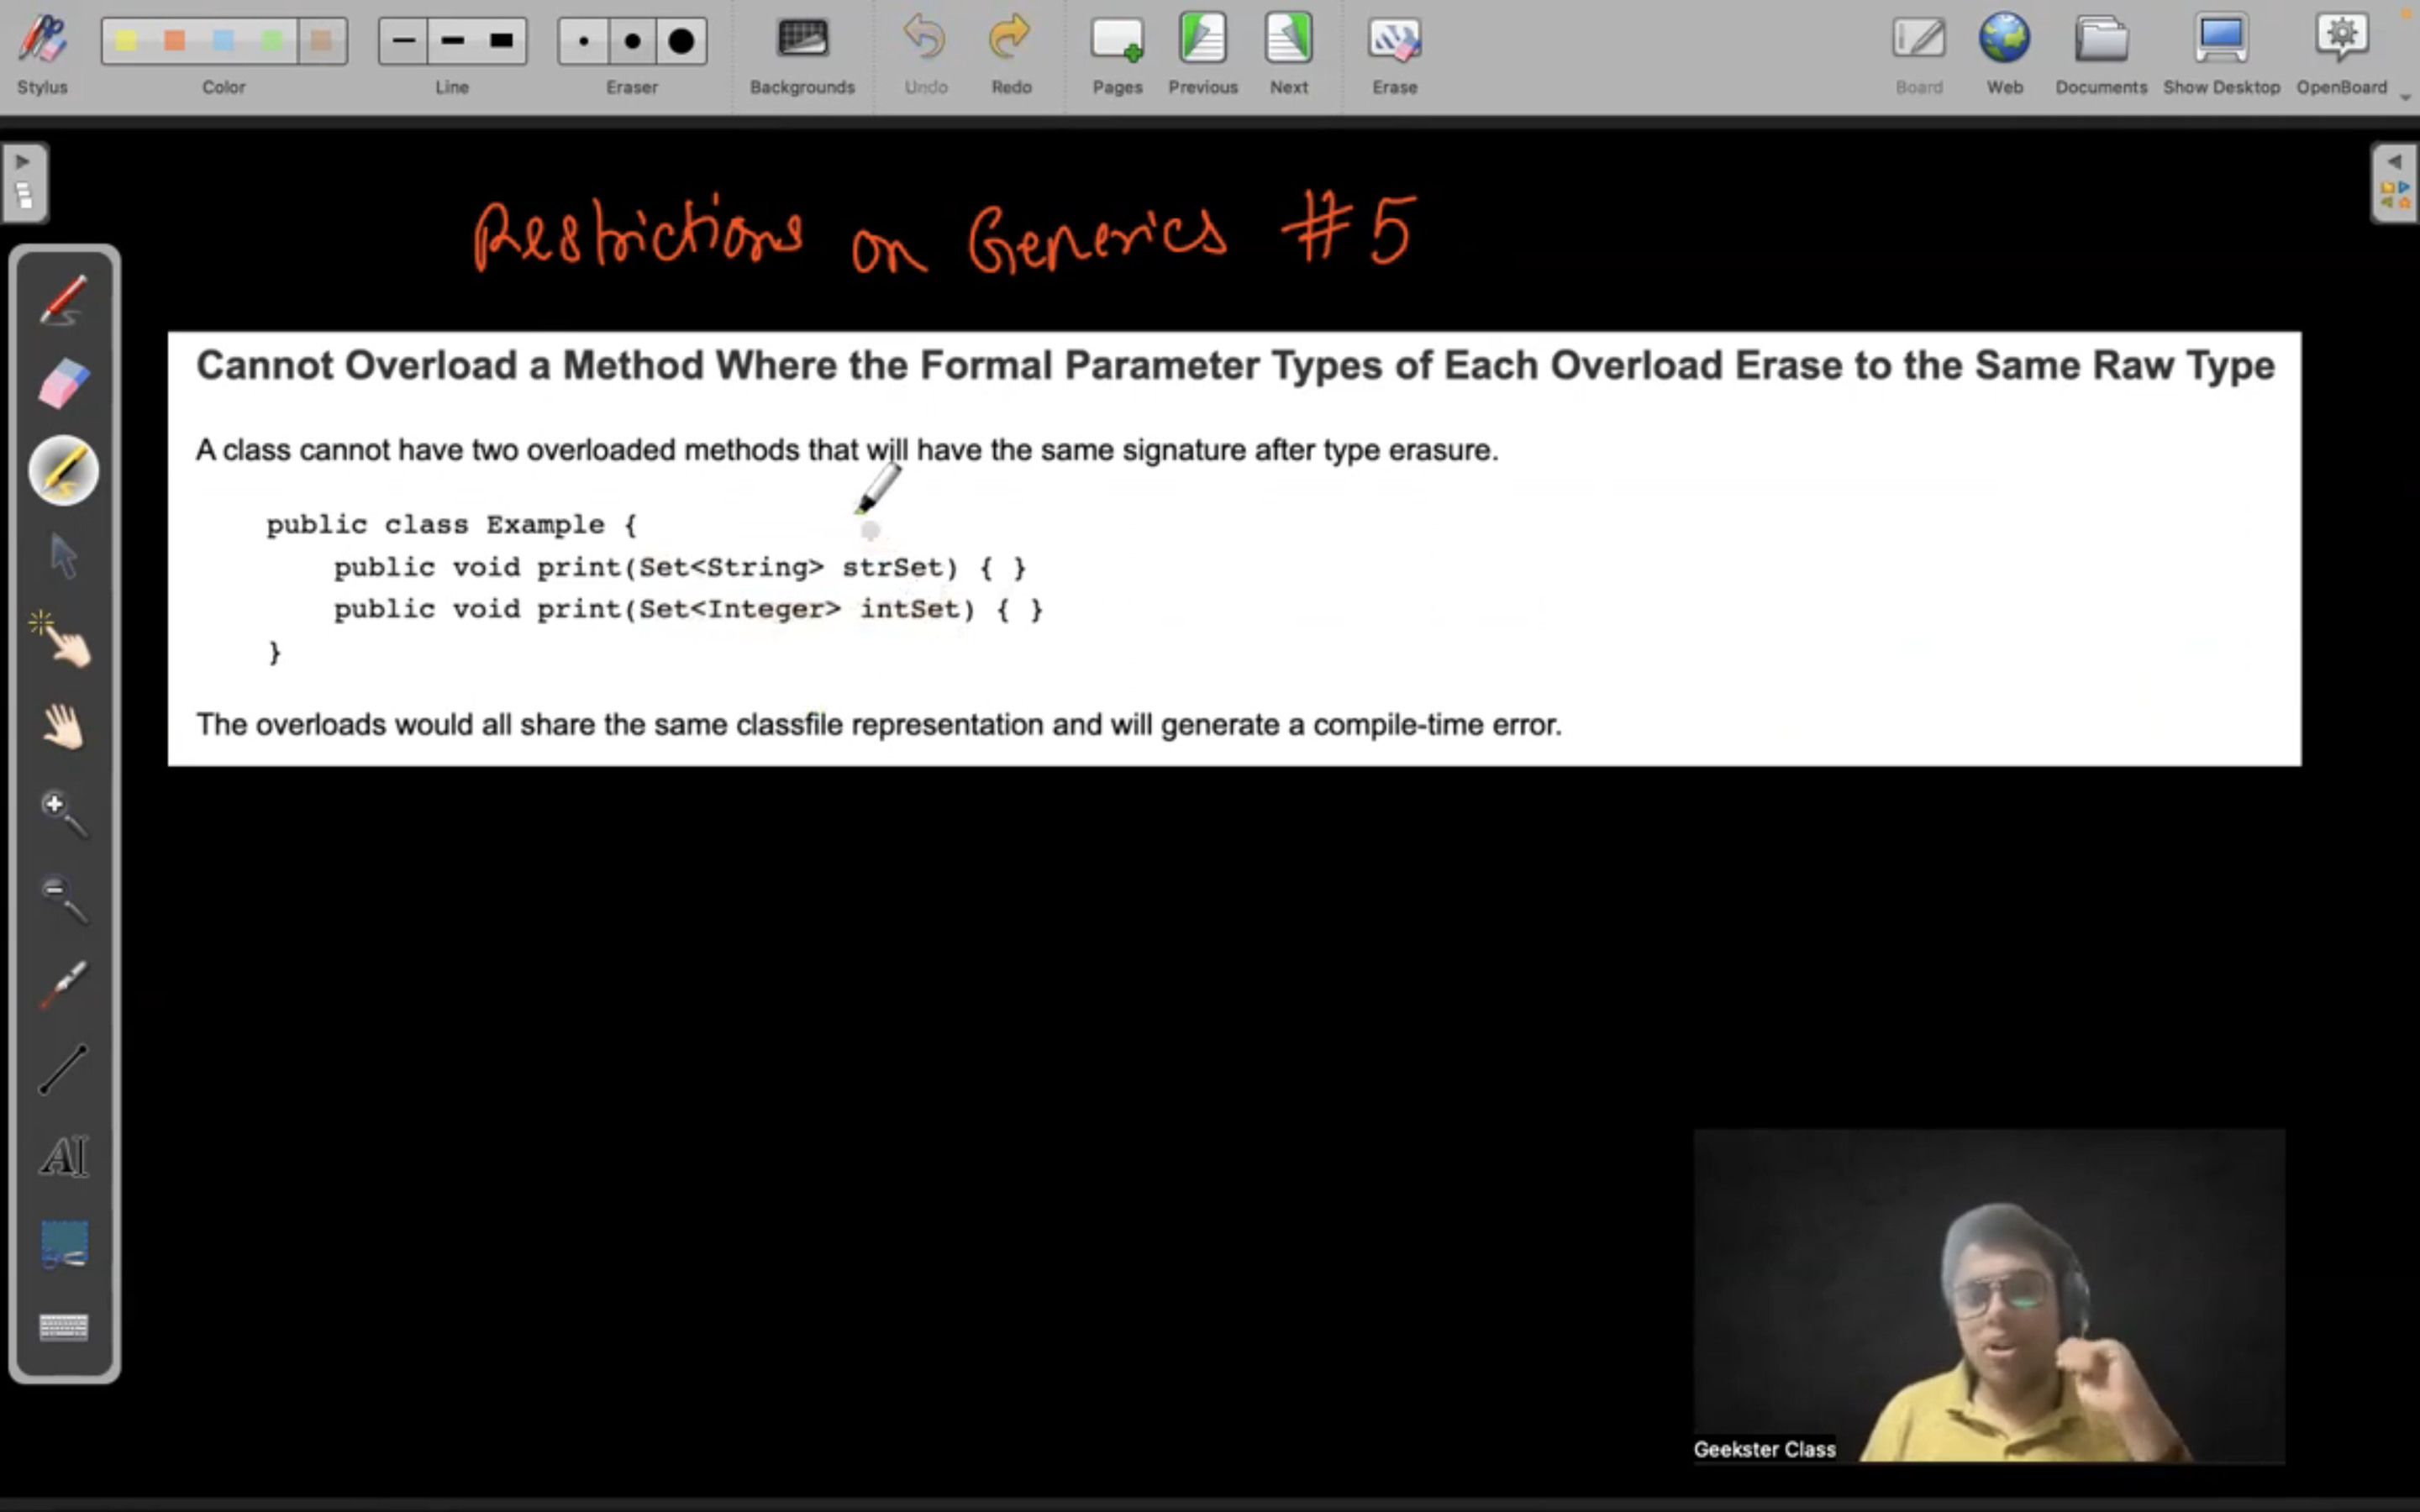 Stylus Color Line Eraser Backgrounds Undo Redo Pages Previous Next Erase Board Web Documents Show Desktop OpenBoard
Restrictions on Generics #5
Cannot Overload a Method Where the Formal Parameter Types of Each Overload Erase to the Same Raw Type
A class cannot have two overloaded methods that will have the same signature after type erasure.
public class Example {
public void print(Set<String> strSet) { }
public void print(Set<Integer> intSet) { }
}
The overloads would all share the same classfile representation and will generate a compile-time error.
AI
Geekster Class